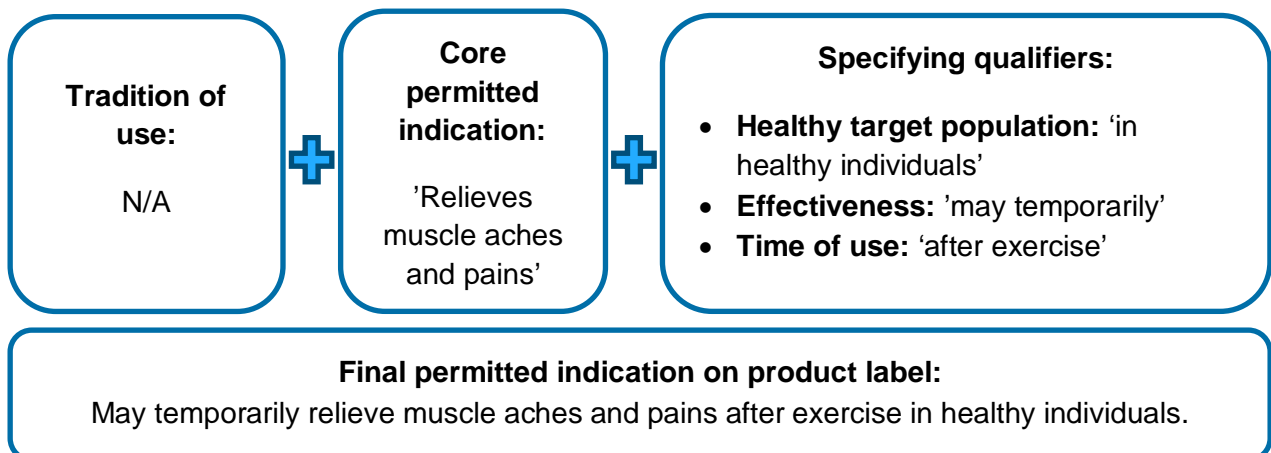 Tradition of
use:
N/A
Core
permitted
indication:
’Relieves
muscle aches
and pains’
Specifying qualifiers:
• Healthy target population: ‘in
healthy individuals’
• Effectiveness: ’may temporarily’
• Time of use: ‘after exercise’
Final permitted indication on product label:
May temporarily relieve muscle aches and pains after exercise in healthy individuals.